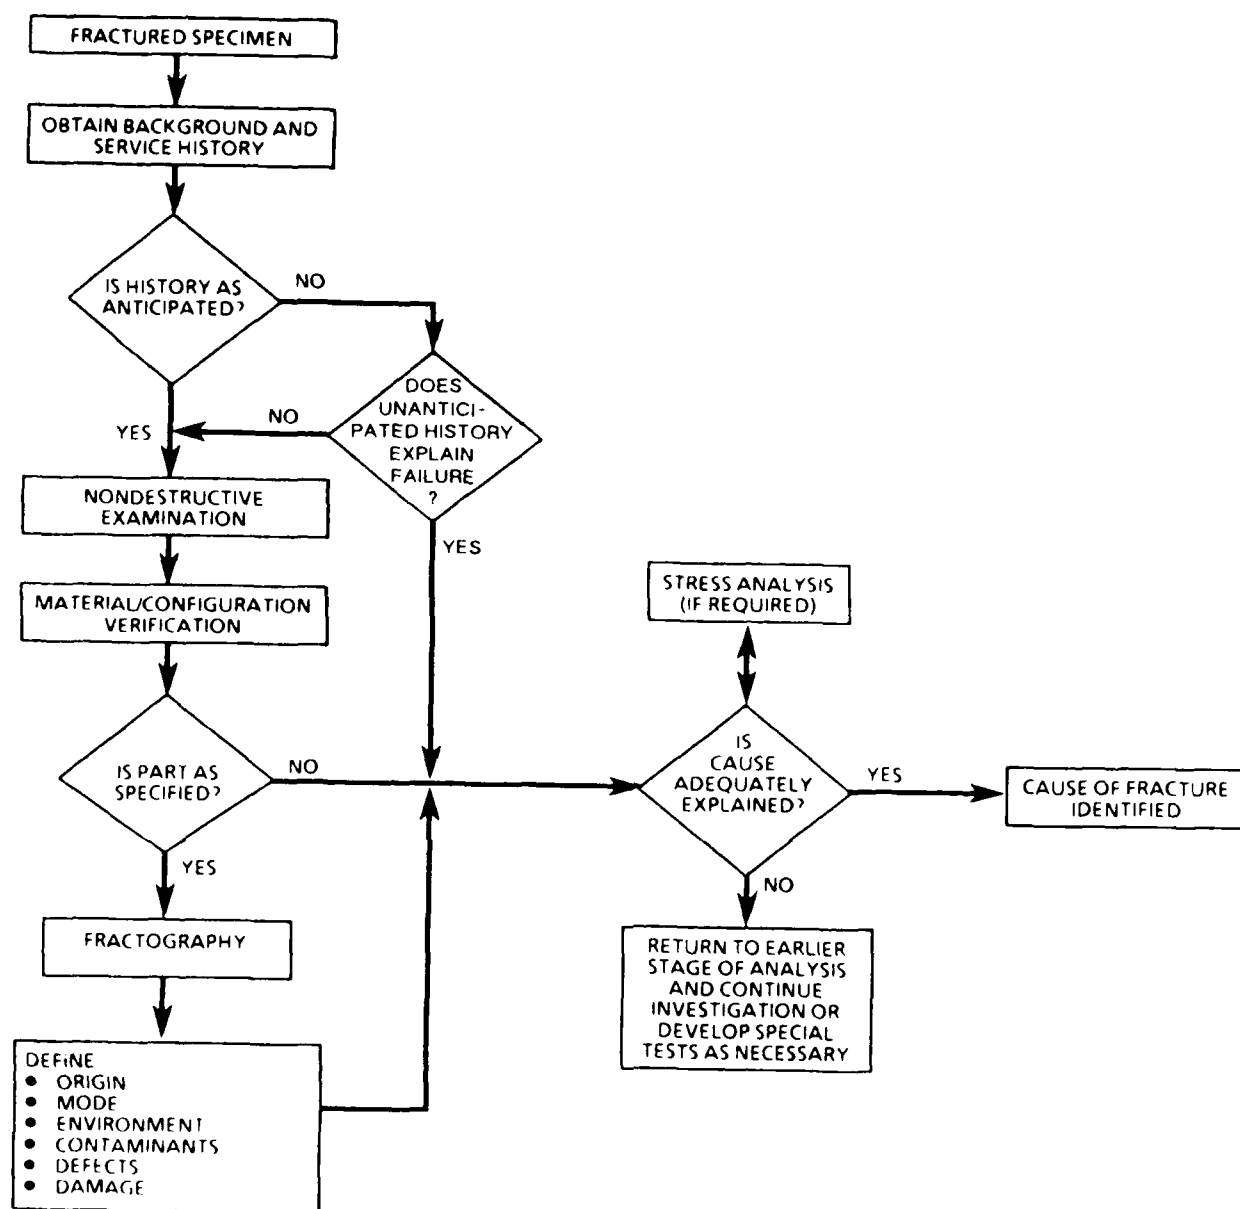 FRACTURED SPECIMEN
OBTAIN BACKGROUND AND
SERVICE HISTORY
IS HISTORY AS
ANTICIPATED?
NO
DOES
UNANTICI-
PATED HISTORY
EXPLAIN
FAILURE
?
NO
YES
YES
NONDESTRUCTIVE
EXAMINATION
MATERIAL/CONFIGURATION
VERIFICATION
IS PART AS
SPECIFIED?
NO
YES
FRACTOGRAPHY
DEFINE
● ORIGIN
● MODE
● ENVIRONMENT
● CONTAMINANTS
● DEFECTS
● DAMAGE
STRESS ANALYSIS
(IF REQUIRED)
IS
CAUSE
ADEQUATELY
EXPLAINED?
YES
CAUSE OF FRACTURE
IDENTIFIED
NO
RETURN TO EARLIER
STAGE OF ANALYSIS
AND CONTINUE
INVESTIGATION OR
DEVELOP SPECIAL
TESTS AS NECESSARY